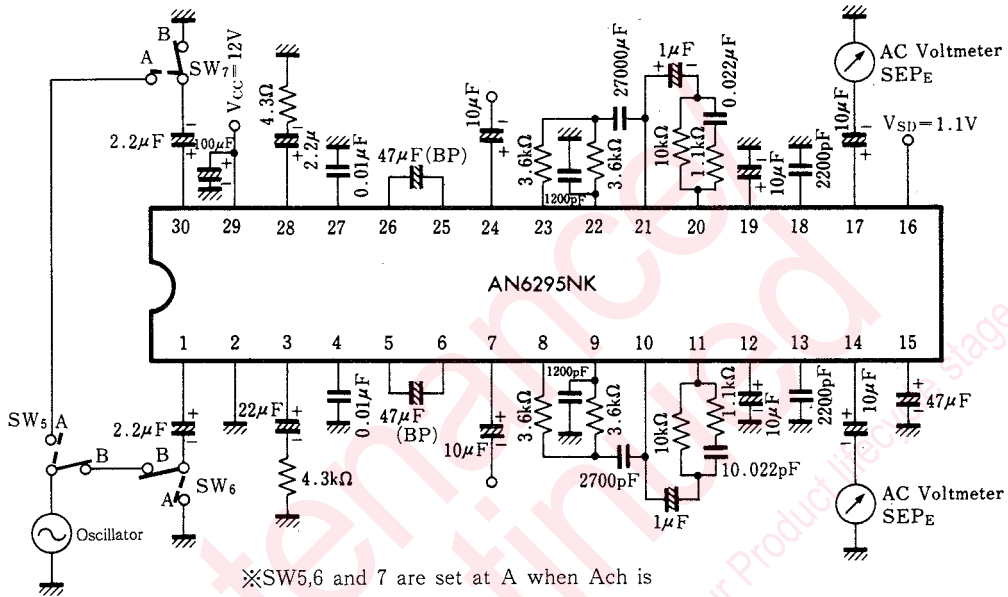 B
A
SW7
VCC=12V
2.2μF
100μF
4.3Ω
2.2μ
0.01μF
47μF(BP)
10μF
3.6kΩ
1200pF
3.6kΩ
27000μF
1μF
0.022μF
10kΩ
1.1kΩ
10μF
2200pF
10μF
AC Voltmeter
SEPE
VSD=1.1V
30 29 28 27 26 25 24 23 22 21 20 19 18 17 16
AN6295NK
1 2 3 4 5 6 7 8 9 10 11 12 13 14 15
SW5 A
B
B
SW6
A
Oscillator
2.2μF
22μF
4.3kΩ
0.01μF
47μF
(BP)
10μF
3.6kΩ
1200pF
3.6kΩ
2700pF
10kΩ
1μF
1.1kΩ
10.022pF
10μF
2200pF
10μF
47μF
AC Voltmeter
SEPE
※SW5,6 and 7 are set at A when Ach is